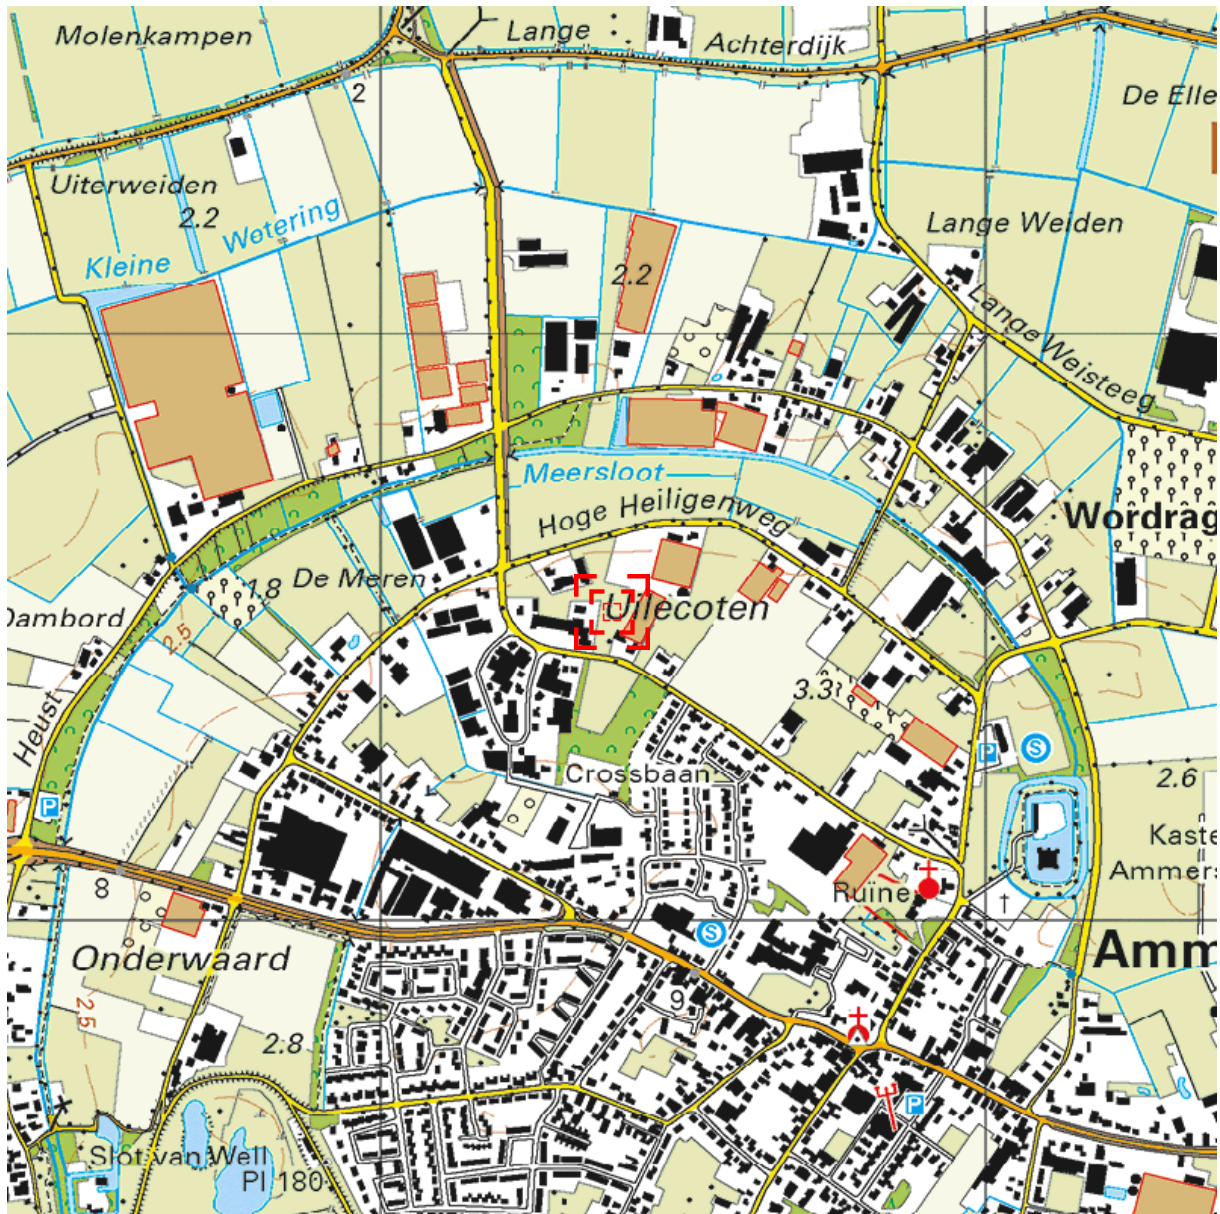 Molenkampen
Lange
Achterdijk
2
De Elle
Uiterweiden
2.2
Kleine
Wetering
Lange Weiden
2.2
Lange Weisteeg
Meersloot
Hoge Heiligenweg
Wordrag
De Meren
1.8
Uilecoten
Dambord
2.5
3.3
Heust
P
P
S
Crossbaan
2.6
Kaste
Ammers
8
Ruïne
S
Onderwaard
Amm
9
2.5
2.8
P
Slot van Well
Pl 180